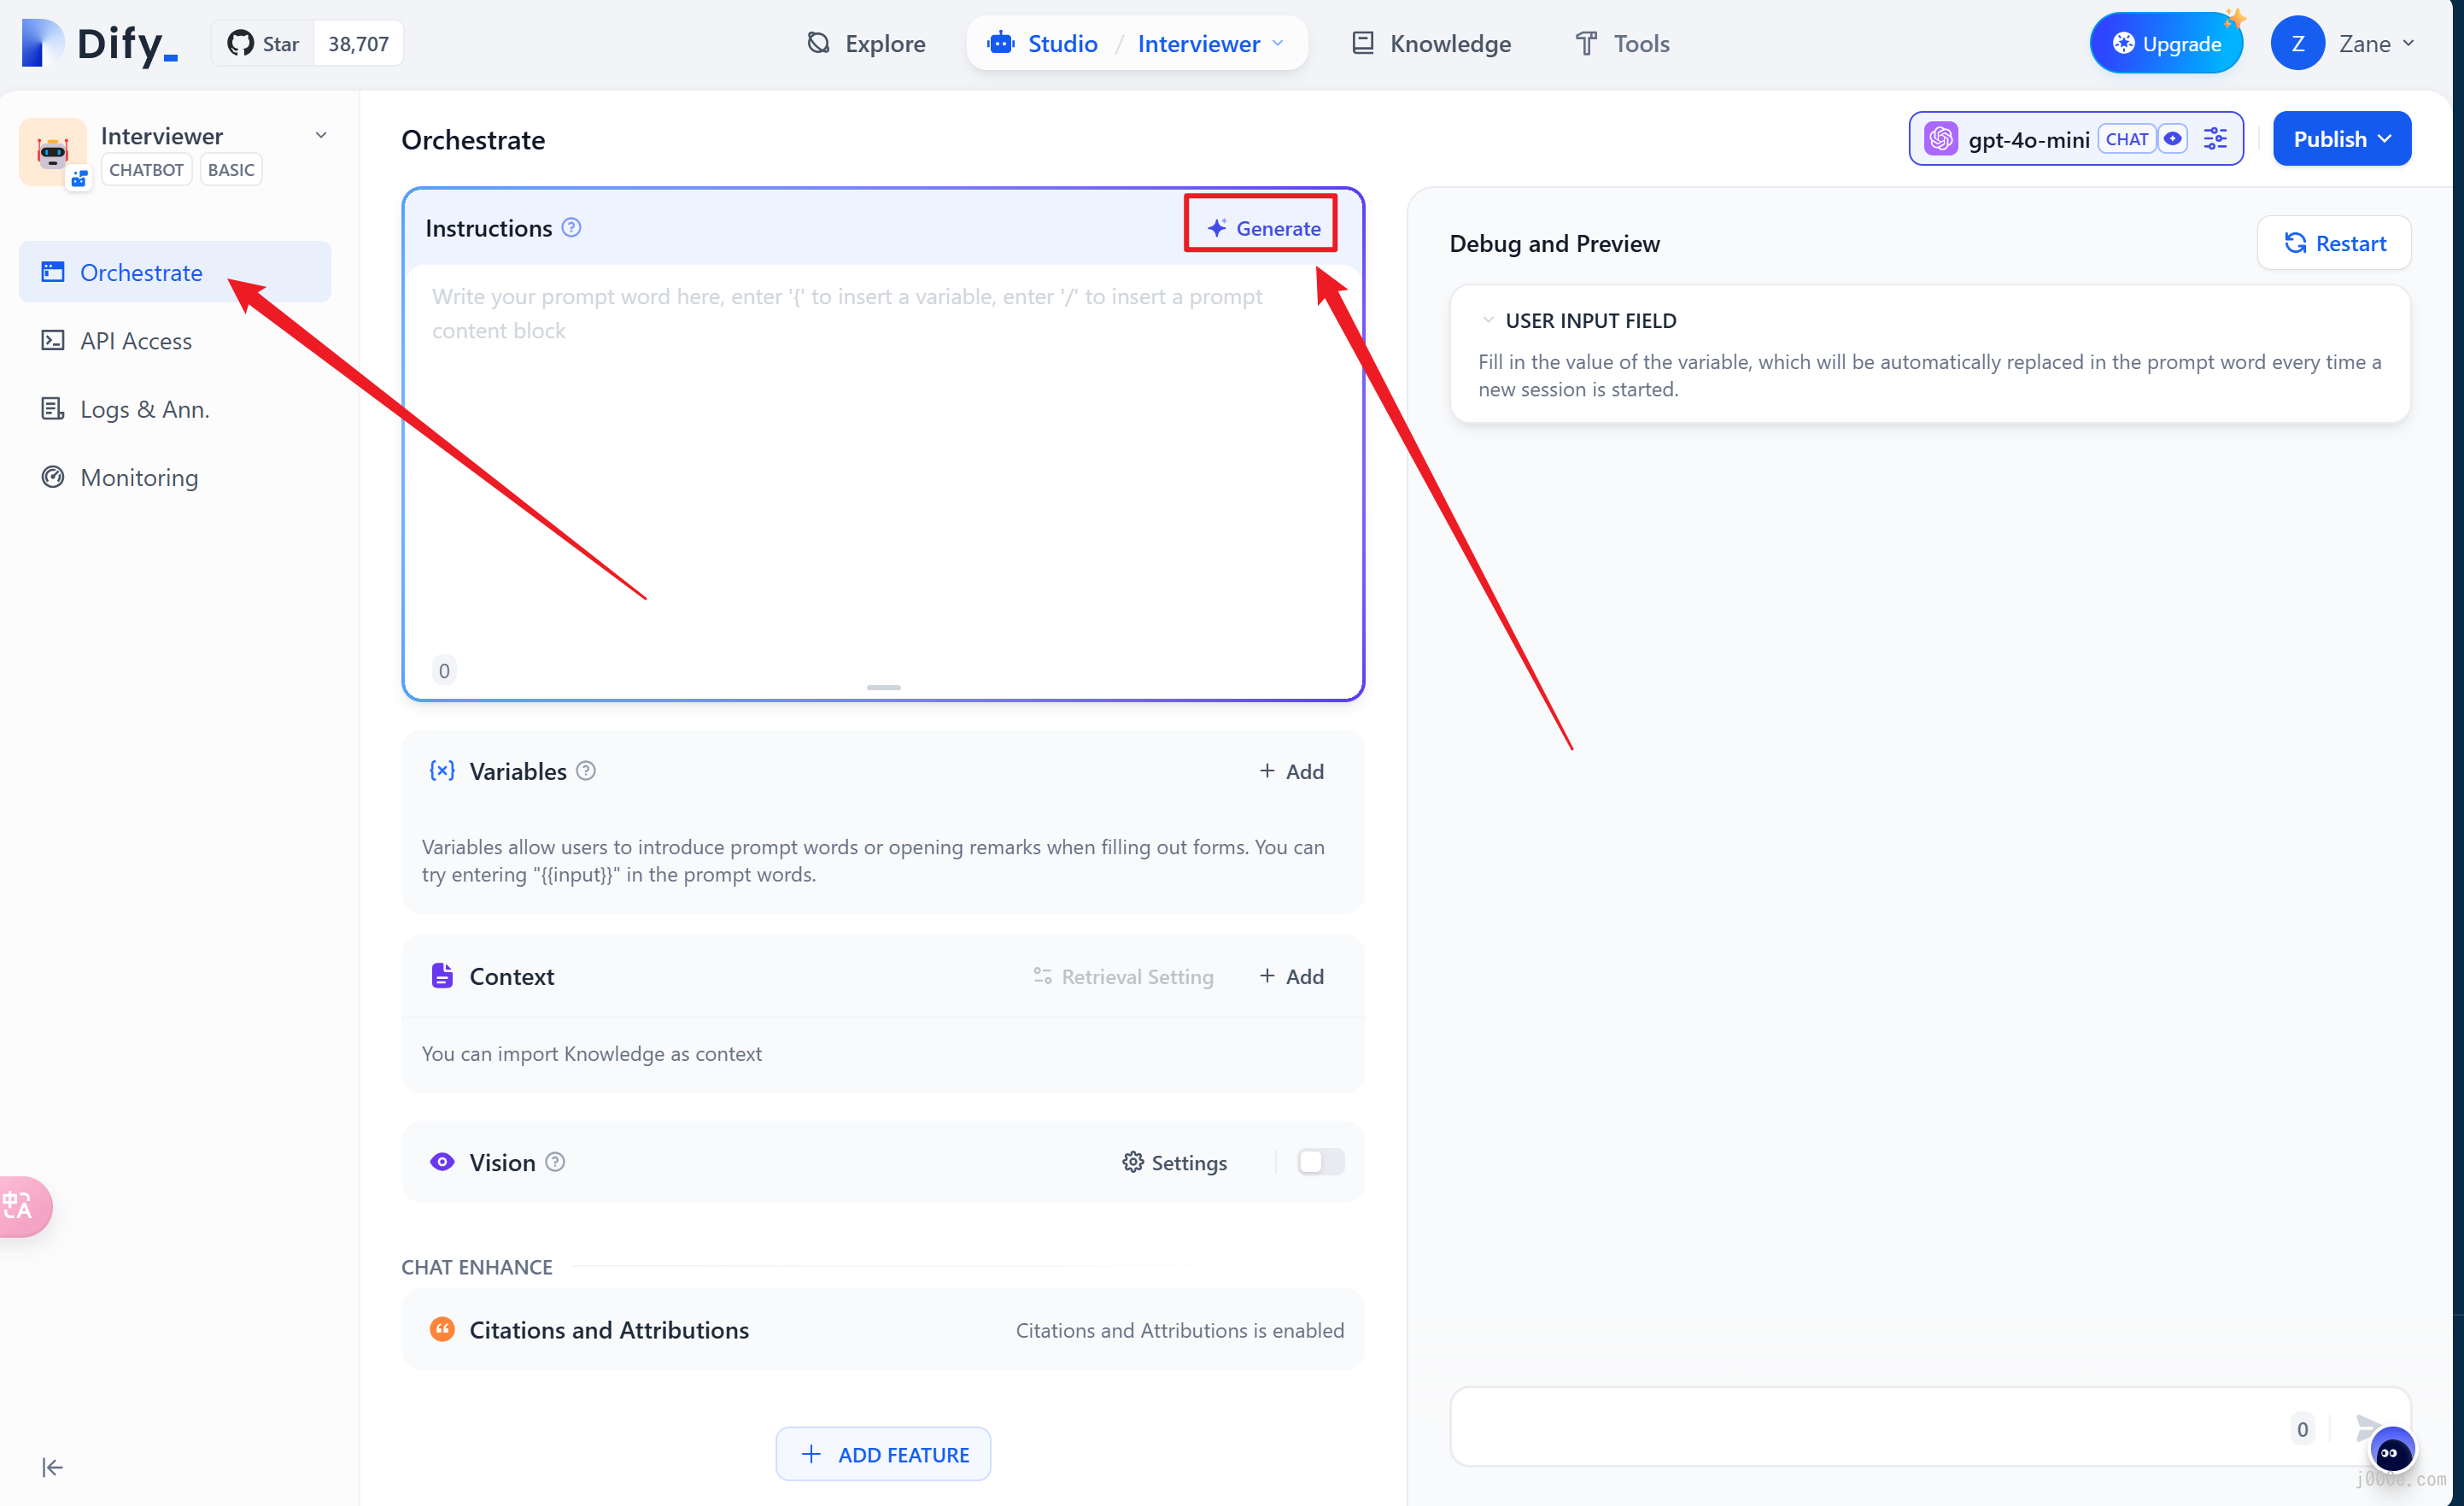 Dify_
Star 38,707
Explore
Studio / Interviewer
Knowledge
Tools
Upgrade
Z Zane
Interviewer
CHATBOT BASIC
Orchestrate
API Access
Logs & Ann.
Monitoring
Orchestrate
gpt-4o-mini CHAT
Publish
Instructions
Generate
Write your prompt word here, enter '{' to insert a variable, enter '/' to insert a prompt
content block
0
Variables
+ Add
Variables allow users to introduce prompt words or opening remarks when filling out forms. You can
try entering "{{input}}" in the prompt words.
Context
Retrieval Setting
+ Add
You can import Knowledge as context
Vision
Settings
CHAT ENHANCE
Citations and Attributions
Citations and Attributions is enabled
+ ADD FEATURE
Debug and Preview
Restart
USER INPUT FIELD
Fill in the value of the variable, which will be automatically replaced in the prompt word every time a
new session is started.
0
中A